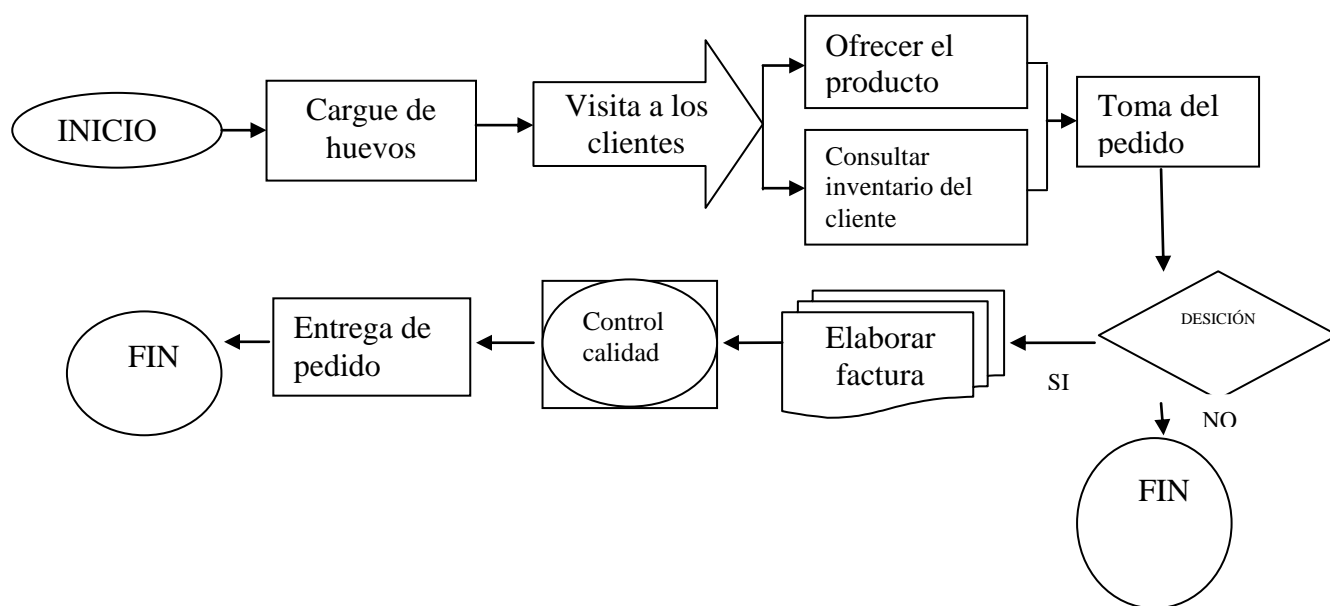 INICIO
Cargue de
huevos
Visita a los
clientes
Ofrecer el
producto
Consultar
inventario del
cliente
Toma del
pedido
DESICIÓN
SI
NO
Elaborar
factura
Control
calidad
Entrega de
pedido
FIN
FIN